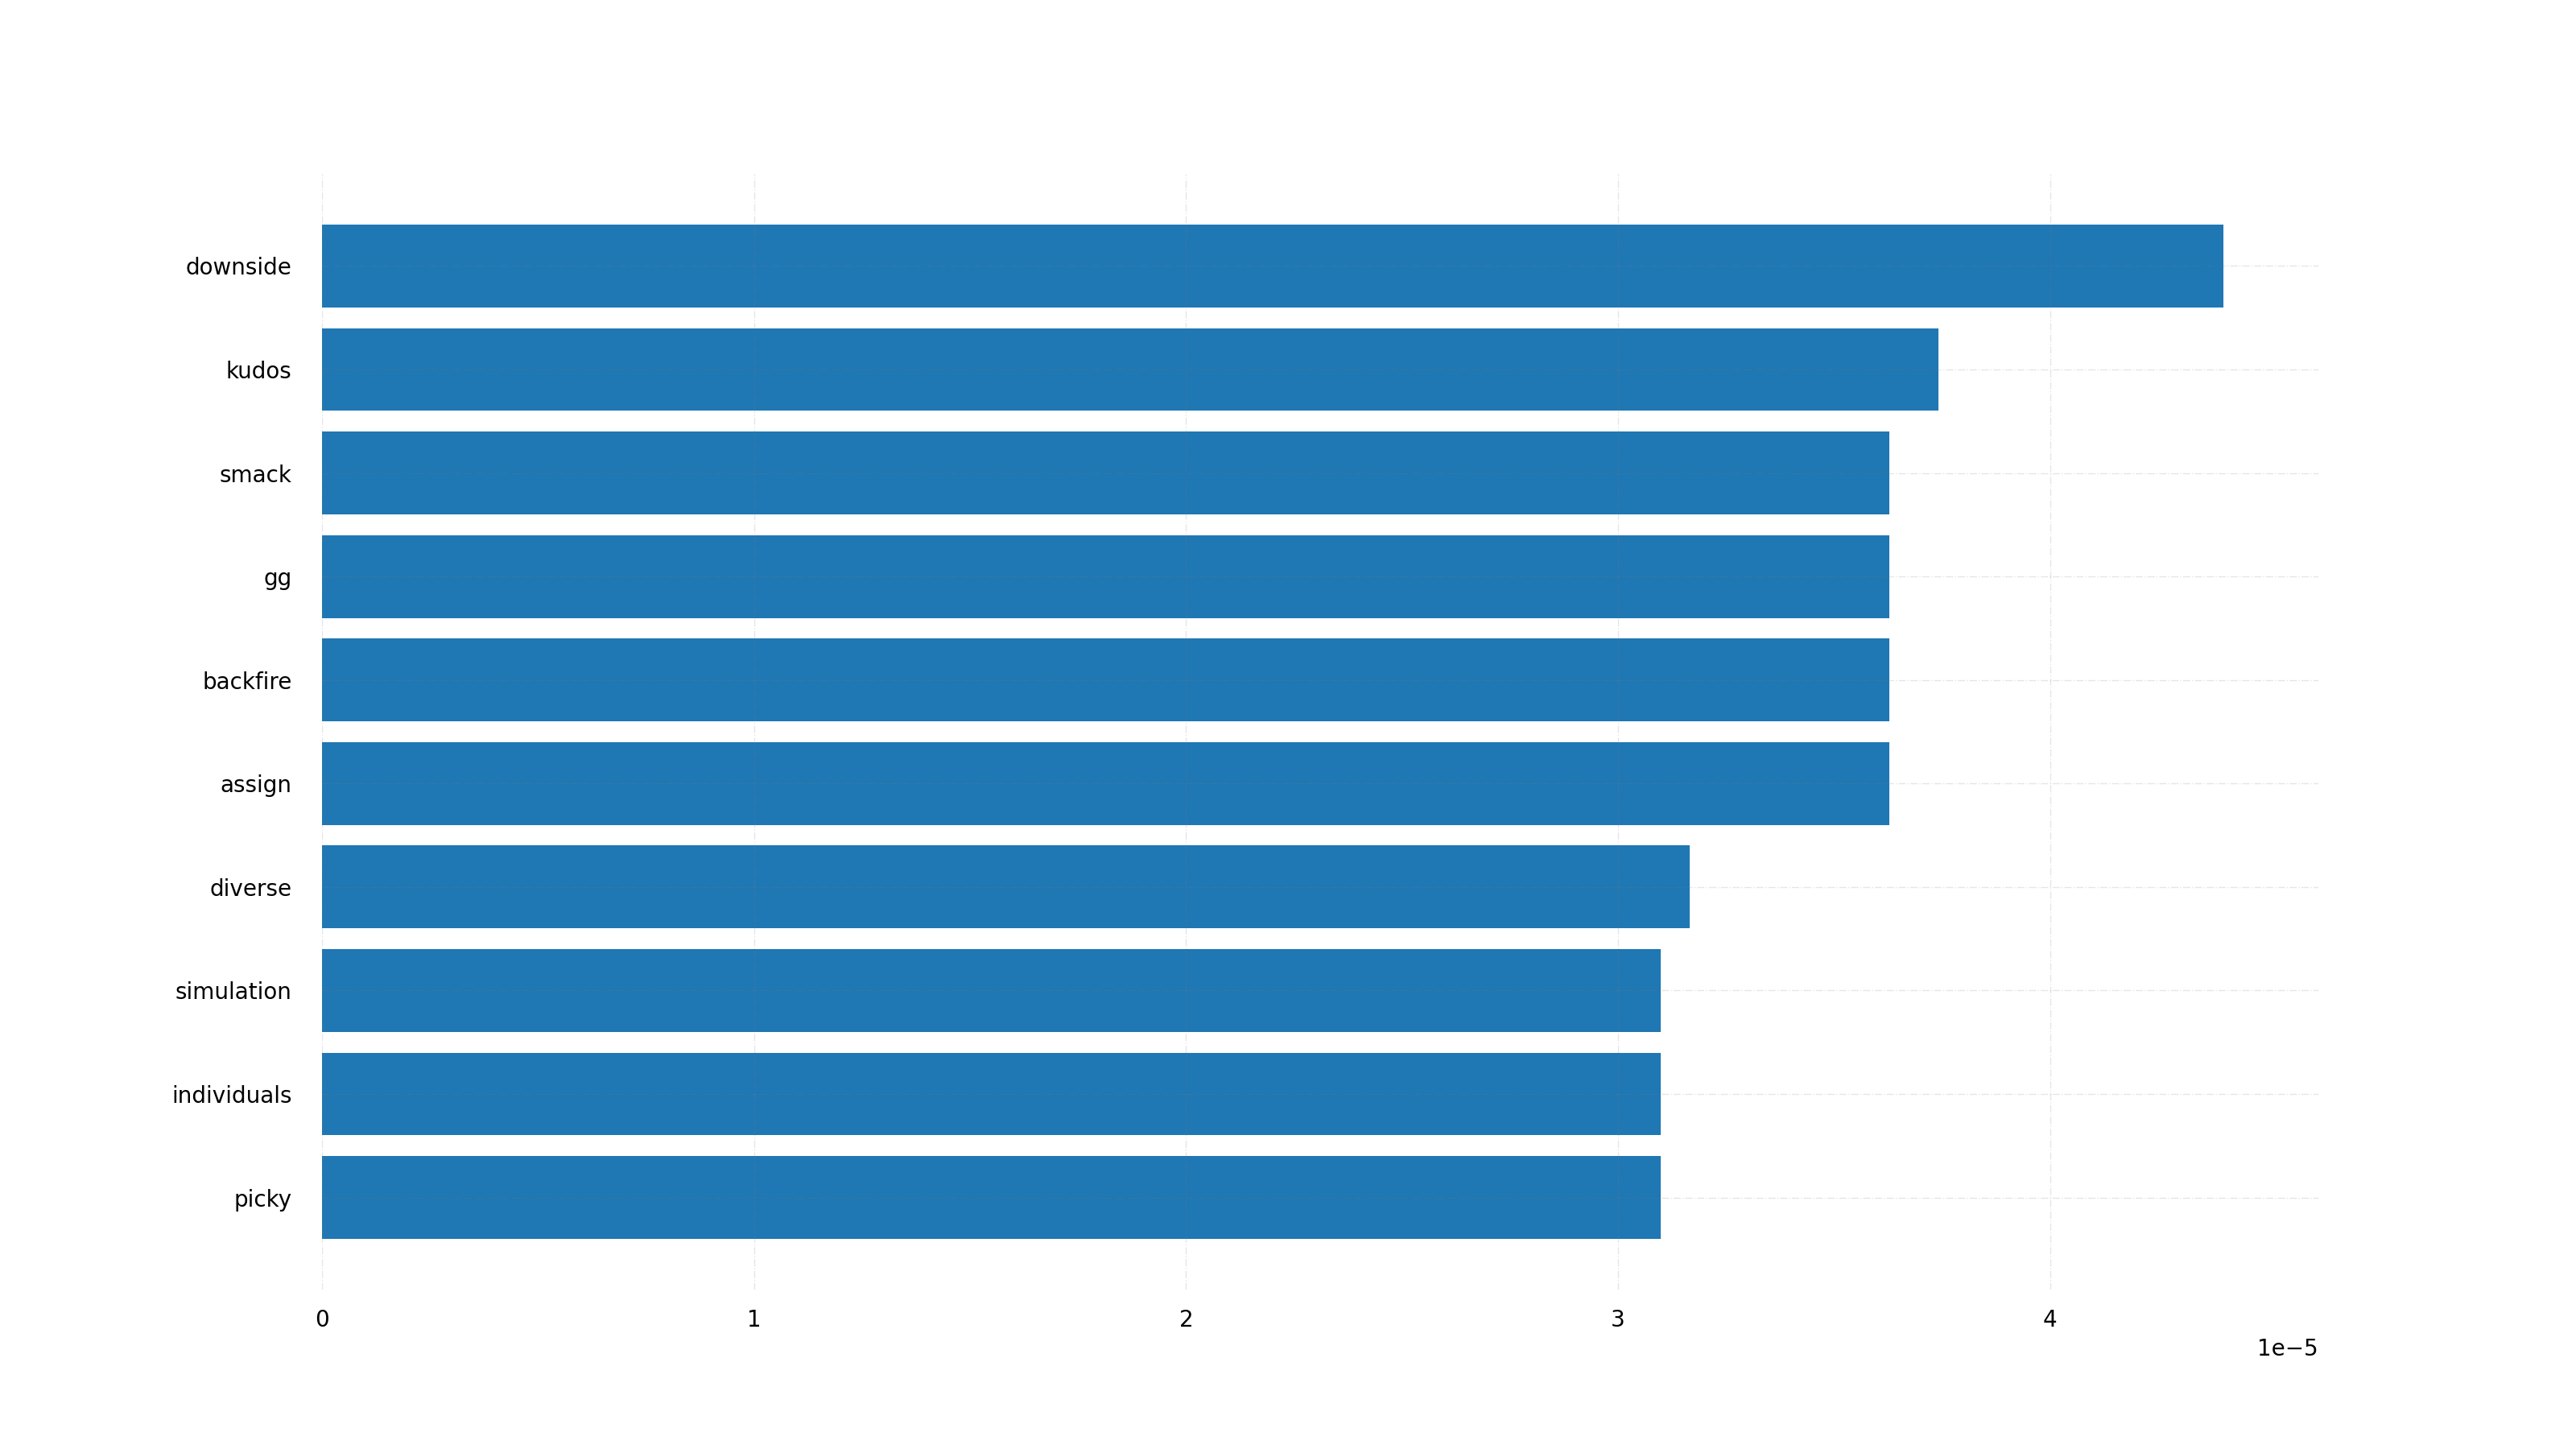 downside
kudos
smack
gg
backfire
assign
diverse
simulation
individuals
picky
0 1 2 3 4
1e−5